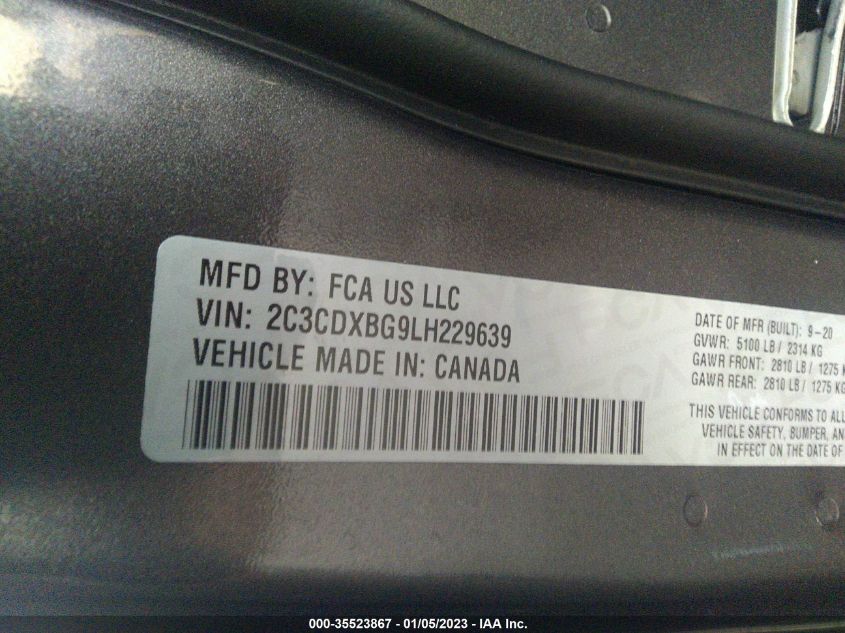 MFD BY: FCA US LLC
VIN: 2C3CDXBG9LH229639
VEHICLE MADE IN: CANADA
DATE OF MFR (BUILT): 9-20
GVWR: 5100 LB / 2314 KG
GAWR FRONT: 2810 LB / 1275 K
GAWR REAR: 2810 LB / 1275 KG
THIS VEHICLE CONFORMS TO ALL
VEHICLE SAFETY, BUMPER, AN
IN EFFECT ON THE DATE OF
000-35523867 - 01/05/2023 - IAA Inc.